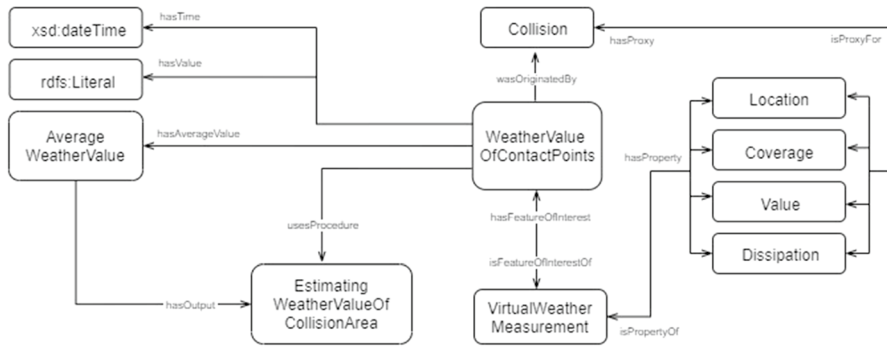 hasTime
xsd:dateTime
Collision
hasProxy
isProxyFor
hasValue
rdfs:Literal
wasOriginatedBy
Location
Average
WeatherValue
hasAverageValue
WeatherValue
OfContactPoints
hasProperty
Coverage
Value
usesProcedure
hasFeatureOfInterest
isFeatureOfInterestOf
Dissipation
Estimating
WeatherValueOf
CollisionArea
hasOutput
VirtualWeather
Measurement
isPropertyOf